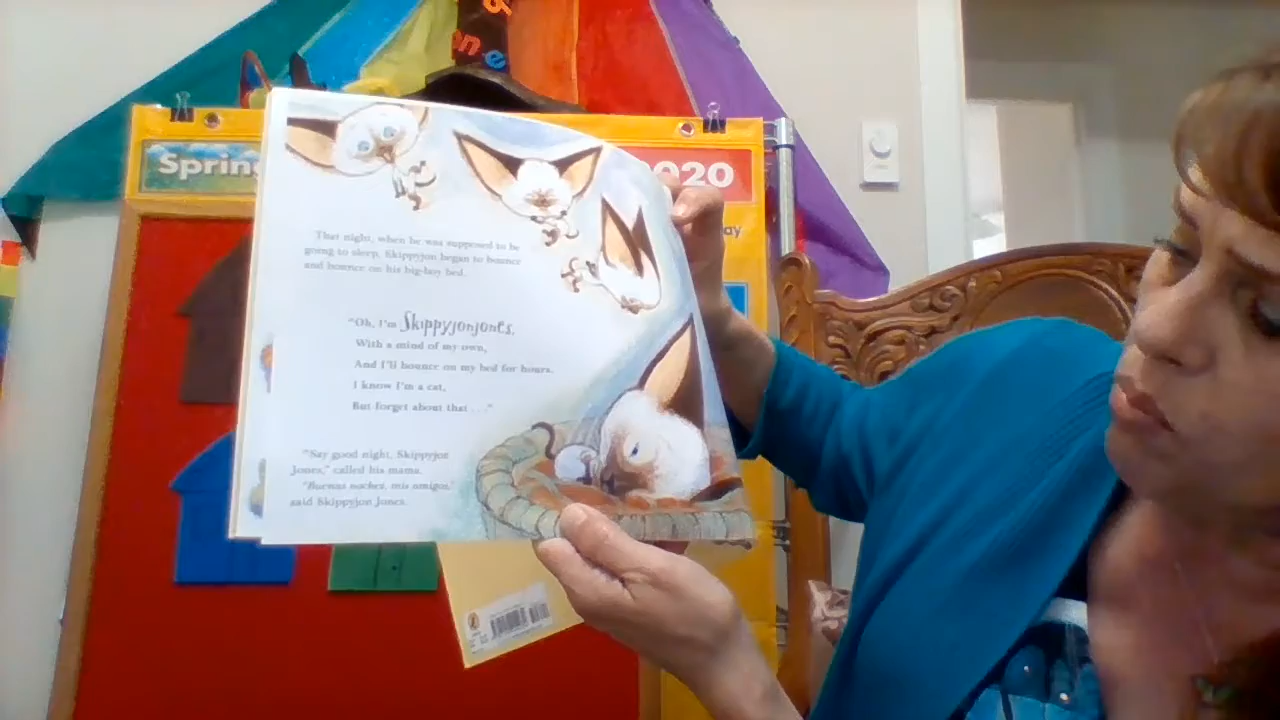 on-e
Spring
2020
ay
That night, when he was supposed to be
going to sleep, Skippyjon began to bounce
and bounce on his big-boy bed.
"Oh, I'm Skippyjonjones,
With a mind of my own,
And I'll bounce on my bed for hours.
I know I'm a cat,
But forget about that . . ."
"Say good night, Skippyjon
Jones," called his mama.
"Buenas noches, mis amigos,"
said Skippyjon Jones.